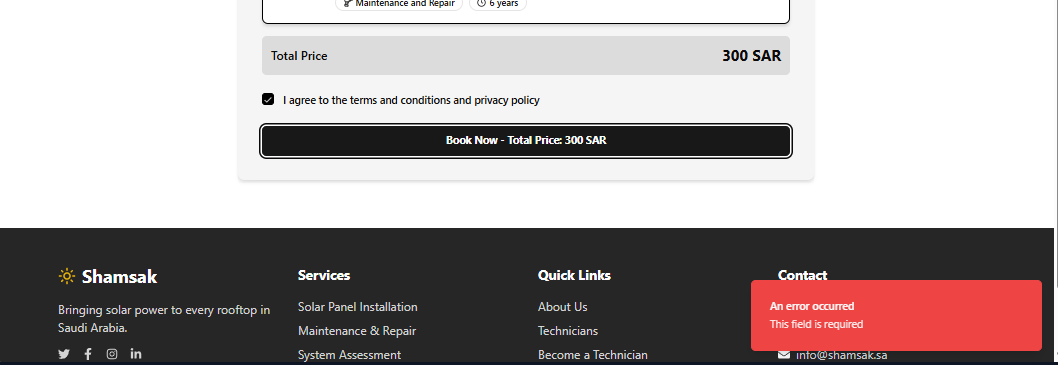 Maintenance and Repair 6 years
Total Price 300 SAR
I agree to the terms and conditions and privacy policy
Book Now - Total Price: 300 SAR
Shamsak
Bringing solar power to every rooftop in
Saudi Arabia.
Services
Solar Panel Installation
Maintenance & Repair
System Assessment
Quick Links
About Us
Technicians
Become a Technician
Contact
An error occurred
This field is required
info@shamsak.sa